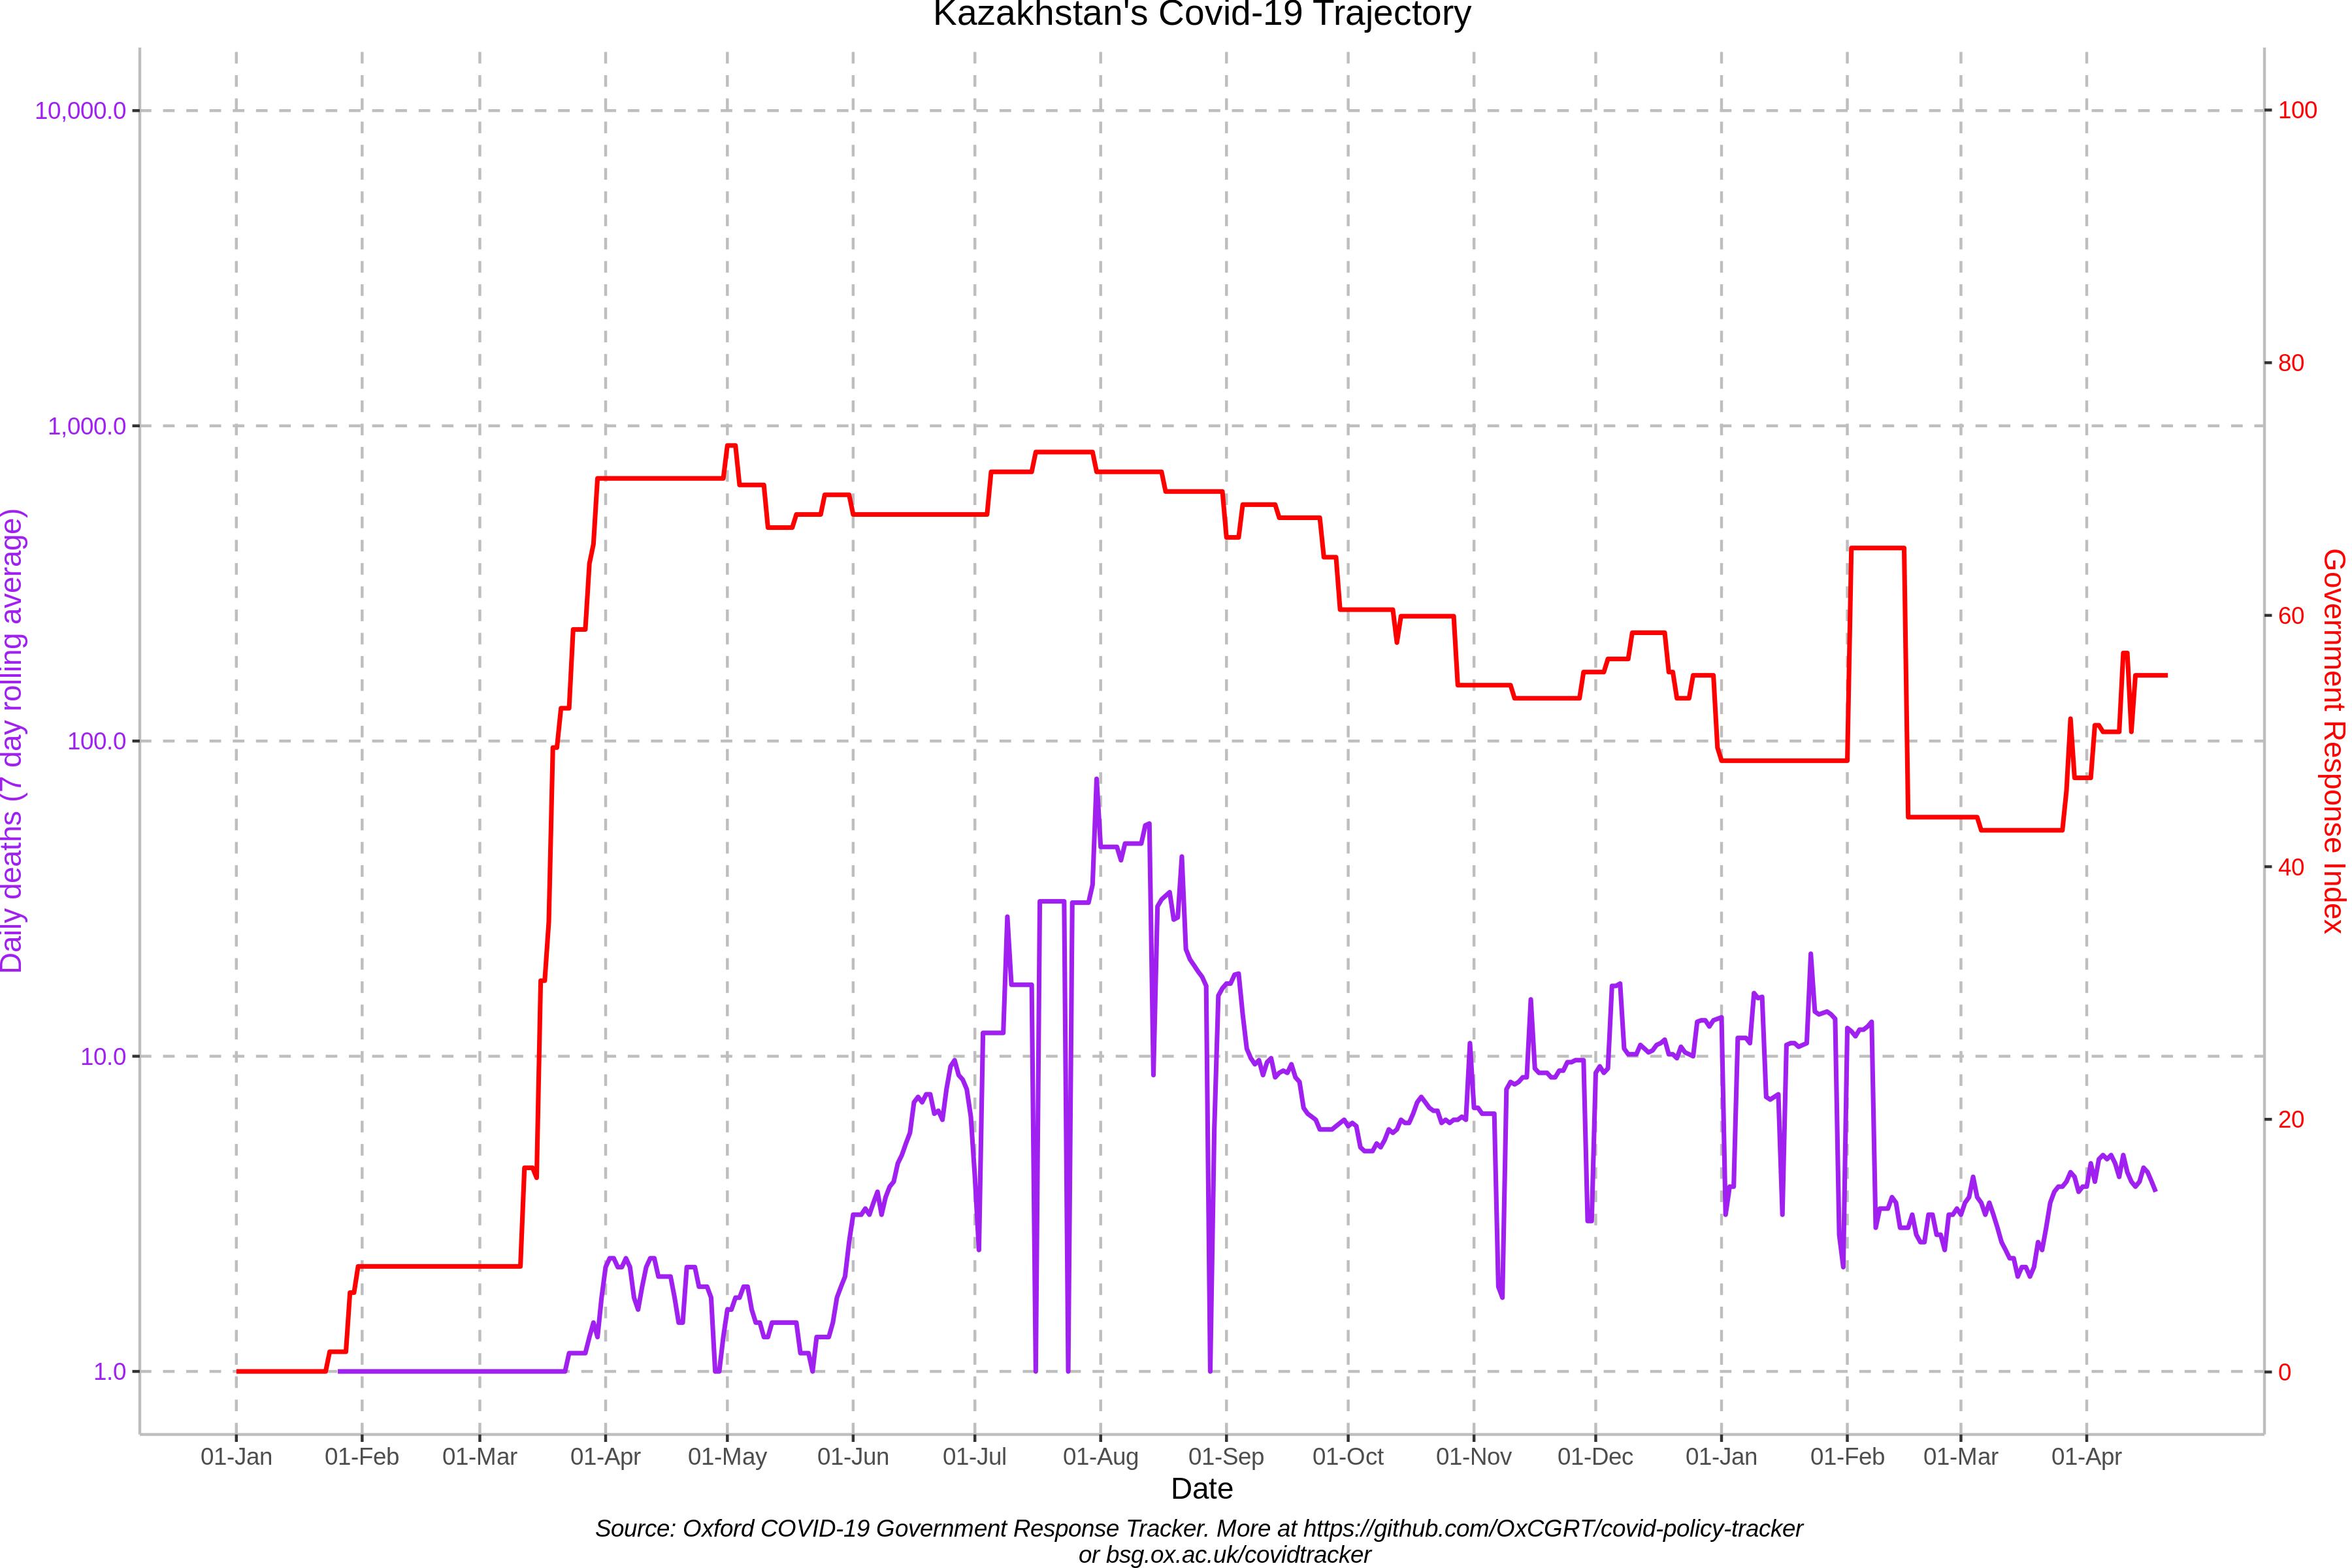 Kazakhstan's Covid-19 Trajectory
10,000.0
1,000.0
100.0
10.0
1.0
Daily deaths (7 day rolling average)
100
80
60
40
20
0
Government Response Index
01-Jan 01-Feb 01-Mar 01-Apr 01-May 01-Jun 01-Jul 01-Aug 01-Sep 01-Oct 01-Nov 01-Dec 01-Jan 01-Feb 01-Mar 01-Apr
Date
Source: Oxford COVID-19 Government Response Tracker. More at https://github.com/OxCGRT/covid-policy-tracker
or bsg.ox.ac.uk/covidtracker